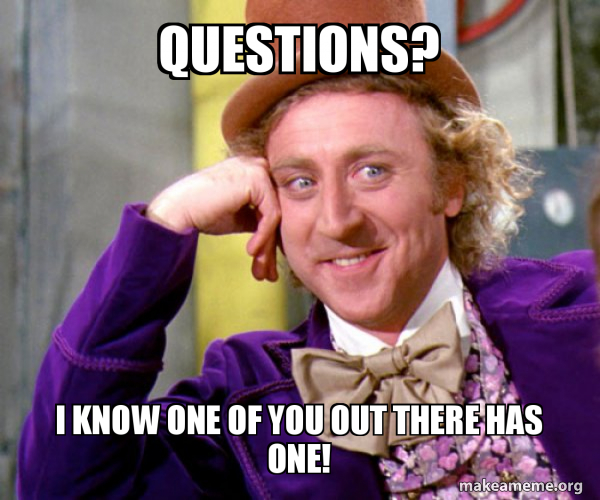 QUESTIONS?
I KNOW ONE OF YOU OUT THERE HAS
ONE!
makeameme.org